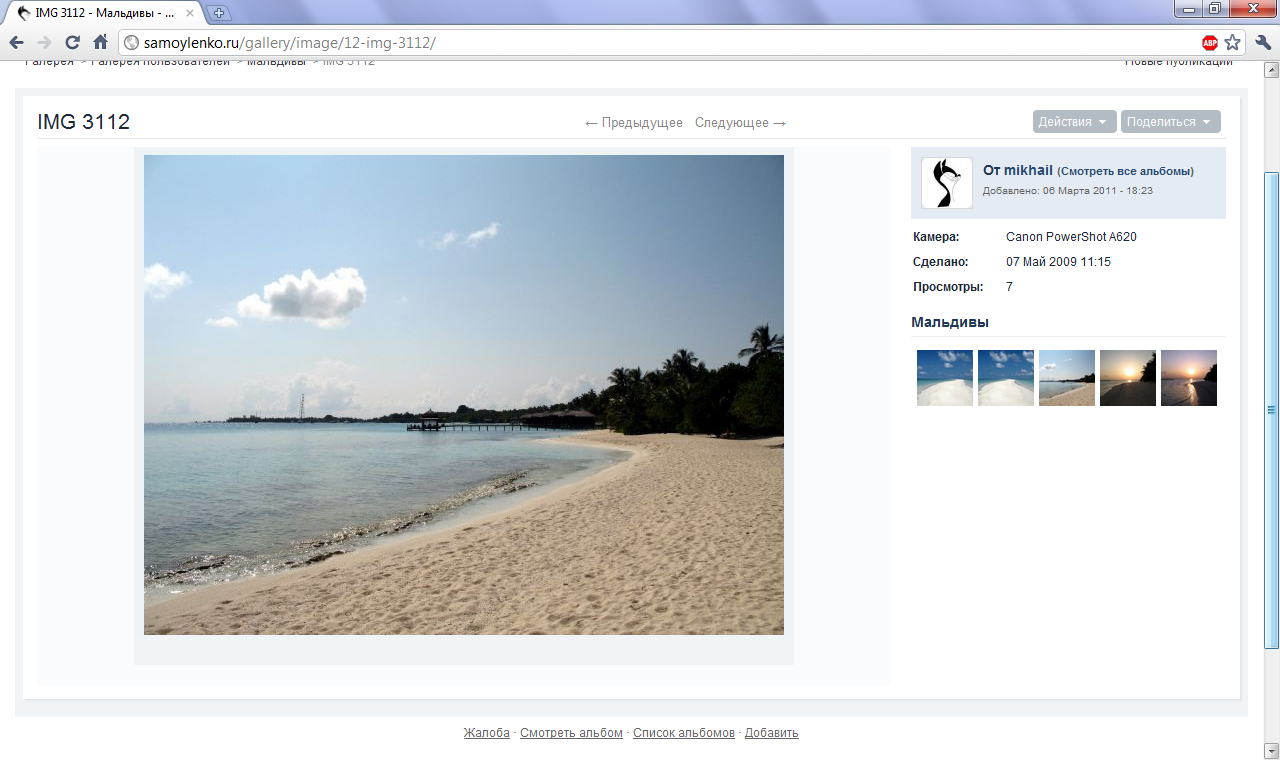 IMG 3112 - Мальдивы - ...
samoylenko.ru/gallery/image/12-img-3112/
ABP
Галерея > Галерея пользователей > Мальдивы > IMG 3112
Новые публикации
IMG 3112
← Предыдущее Следующее →
Действия
Поделиться
От mikhail (Смотреть все альбомы)
Добавлено: 06 Марта 2011 - 18:23
Камера: Canon PowerShot A620
Сделано: 07 Май 2009 11:15
Просмотры: 7
Мальдивы
Жалоба · Смотреть альбом · Список альбомов · Добавить